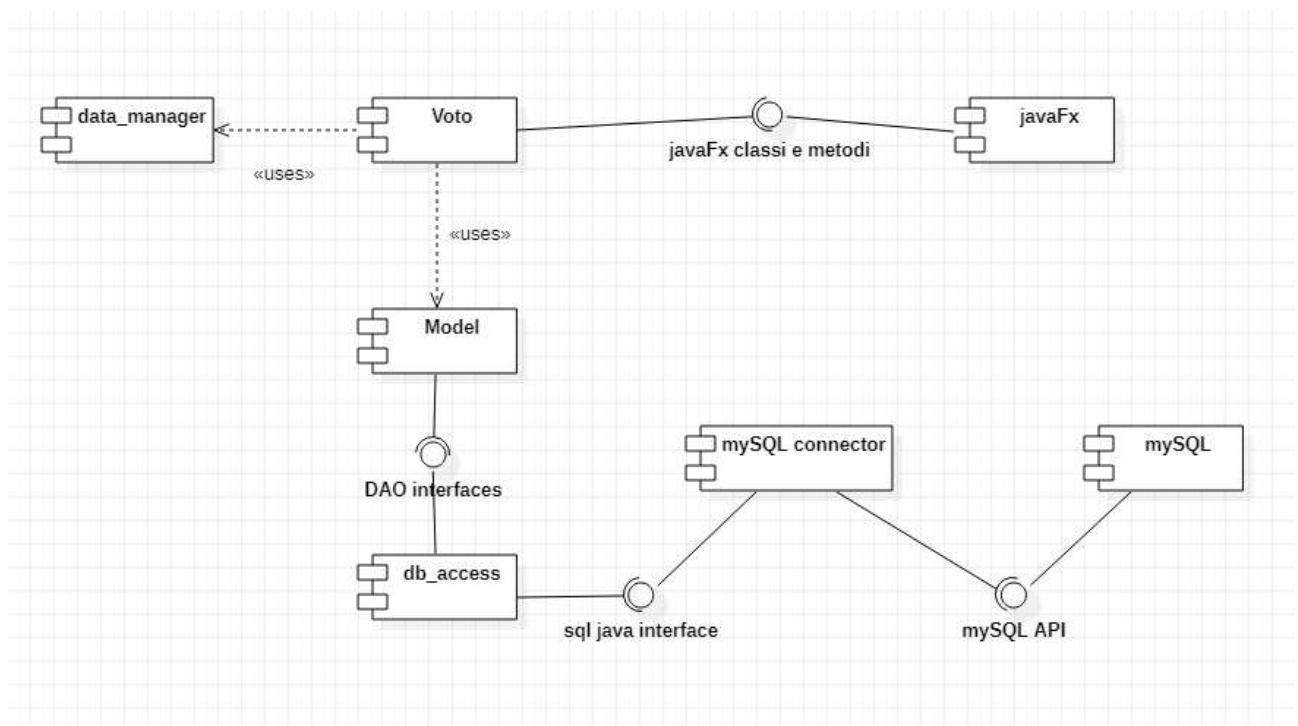 data_manager
Voto
javaFx
javaFx classi e metodi
«uses»
«uses»
Model
mySQL connector
mySQL
DAO interfaces
db_access
sql java interface
mySQL API